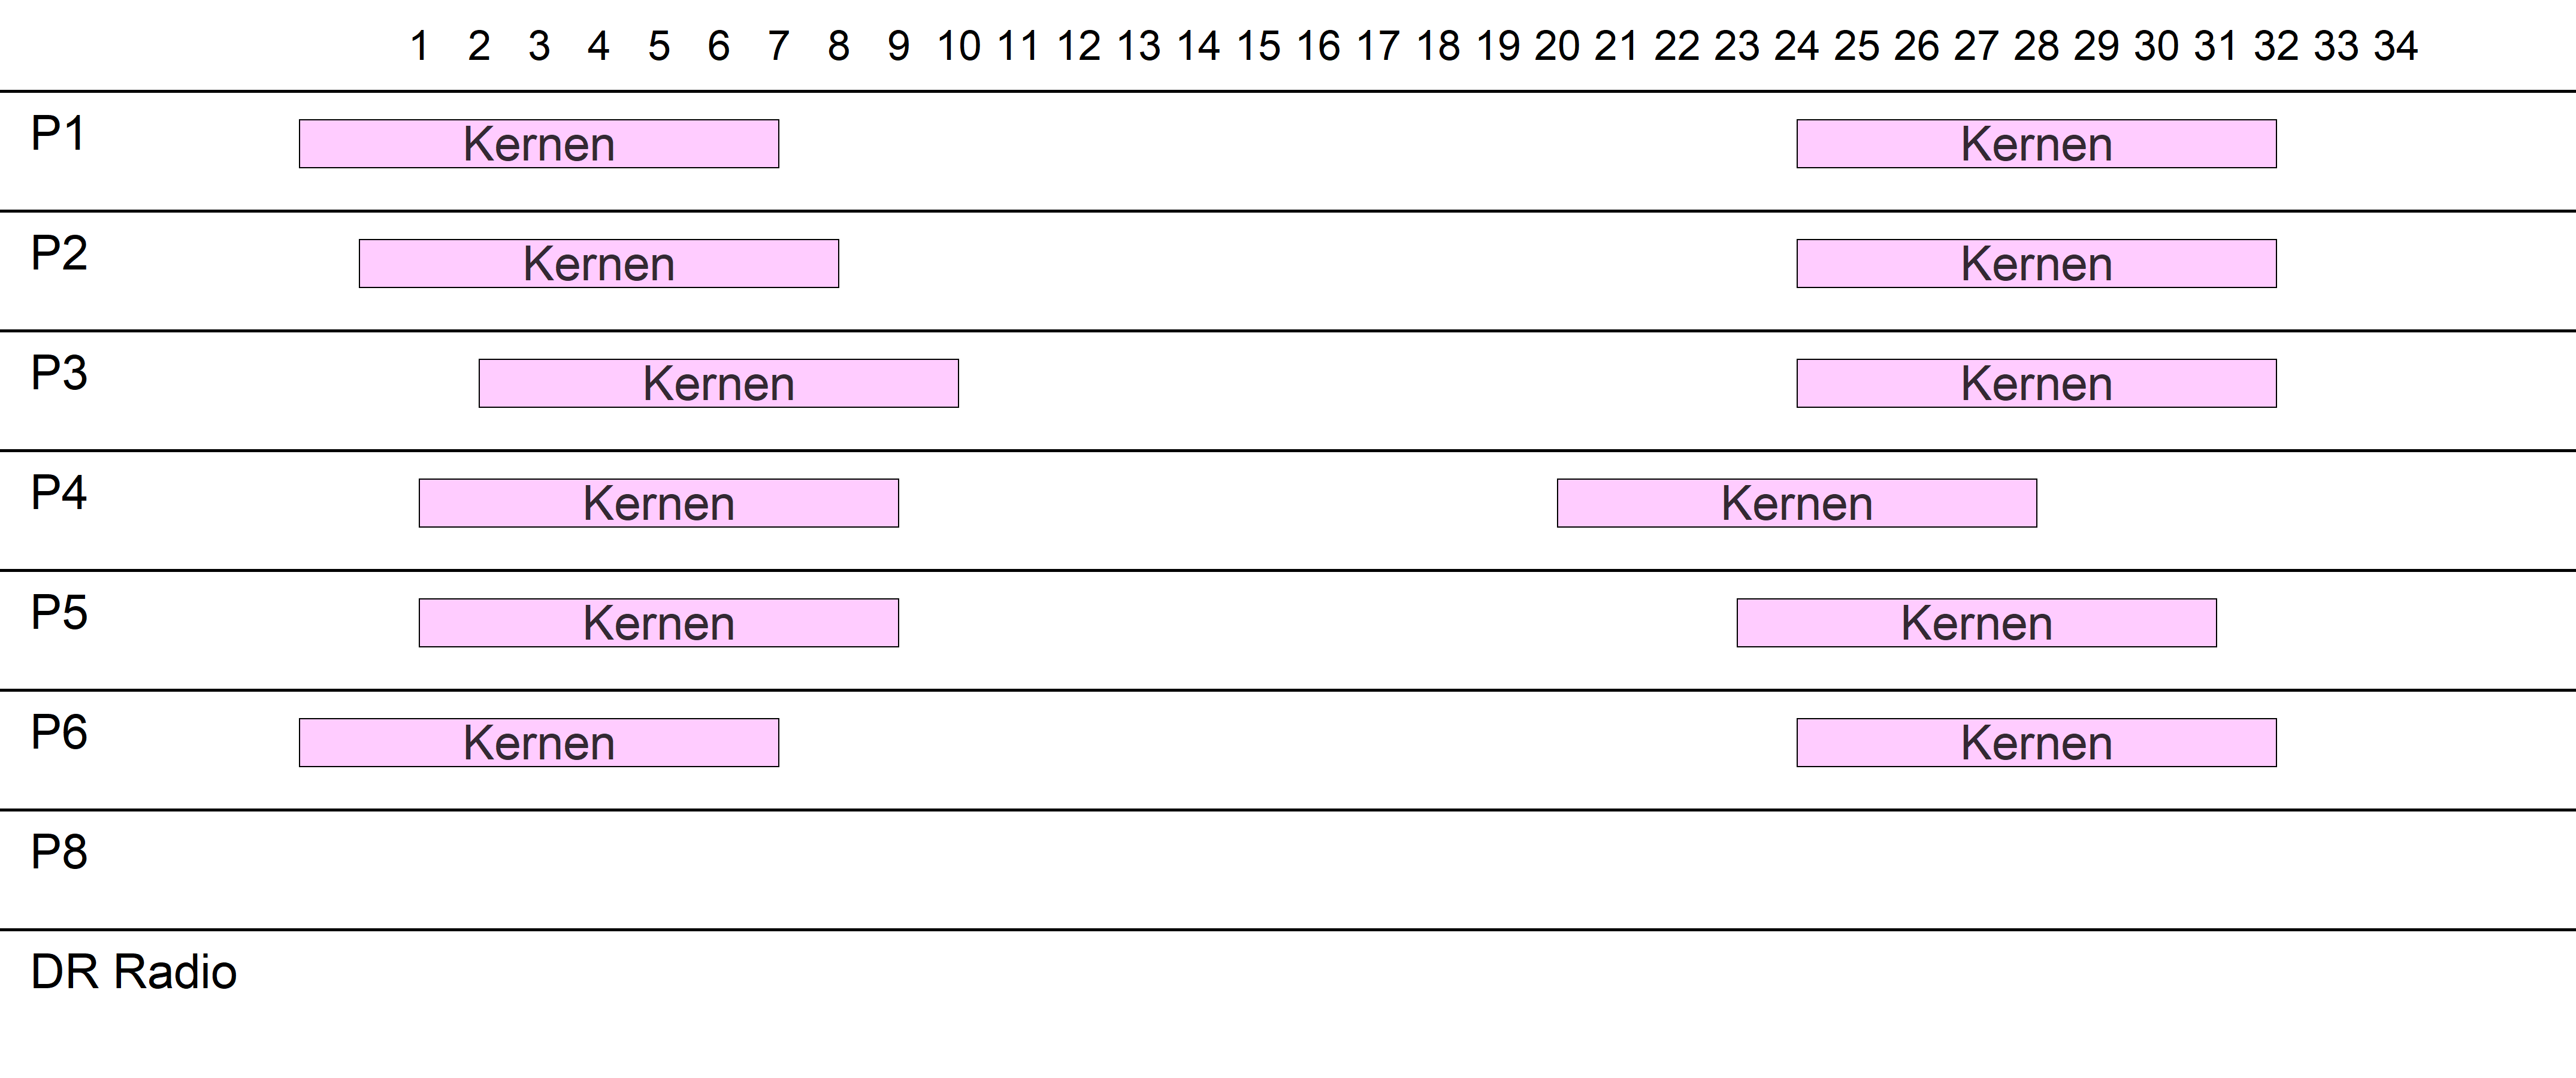 1 2 3 4 5 6 7 8 9 10 11 12 13 14 15 16 17 18 19 20 21 22 23 24 25 26 27 28 29 30 31 32 33 34
P1 Kernen Kernen
P2 Kernen Kernen
P3 Kernen Kernen
P4 Kernen Kernen
P5 Kernen Kernen
P6 Kernen Kernen
P8
DR Radio